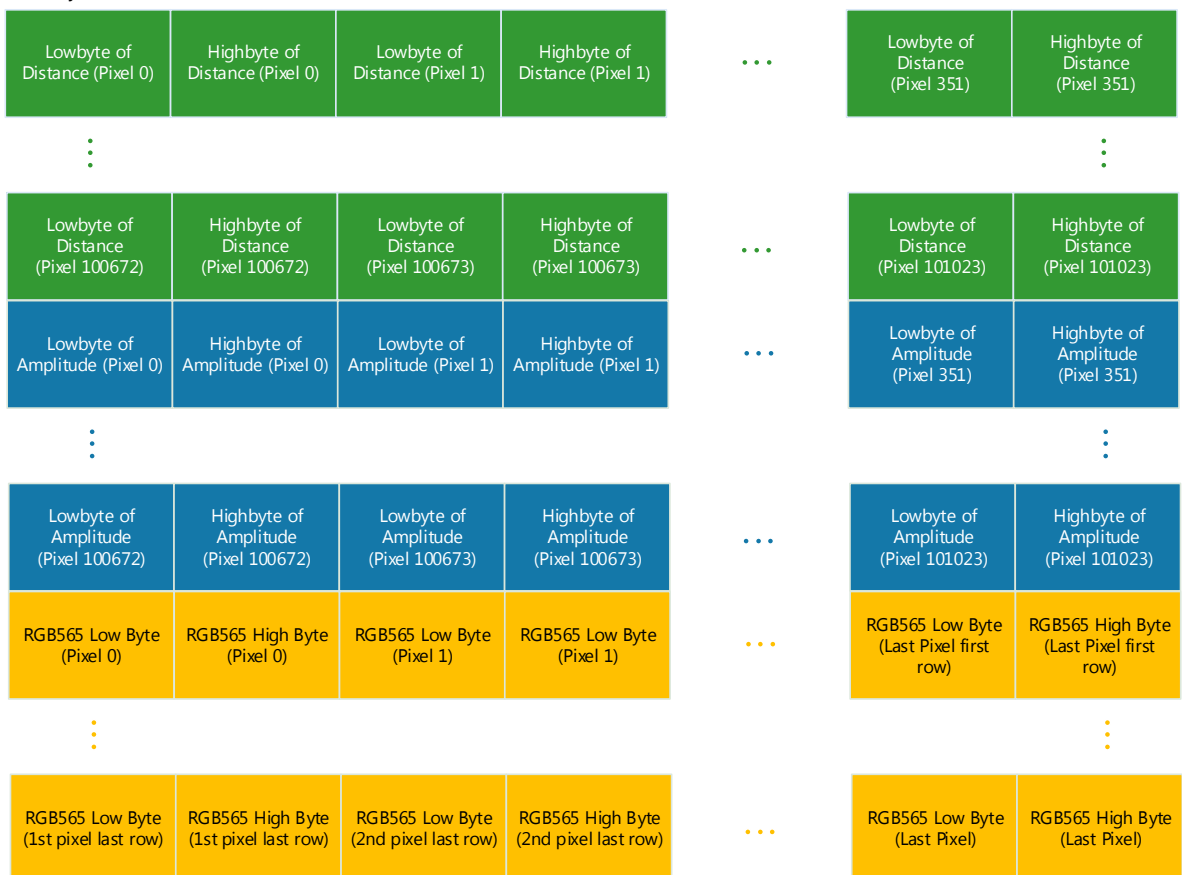 Lowbyte of
Distance (Pixel 0)
Highbyte of
Distance (Pixel 0)
Lowbyte of
Distance (Pixel 1)
Highbyte of
Distance (Pixel 1)
...
Lowbyte of
Distance
(Pixel 351)
Highbyte of
Distance
(Pixel 351)
Lowbyte of
Distance
(Pixel 100672)
Highbyte of
Distance
(Pixel 100672)
Lowbyte of
Distance
(Pixel 100673)
Highbyte of
Distance
(Pixel 100673)
...
Lowbyte of
Distance
(Pixel 101023)
Highbyte of
Distance
(Pixel 101023)
Lowbyte of
Amplitude (Pixel 0)
Highbyte of
Amplitude (Pixel 0)
Lowbyte of
Amplitude (Pixel 1)
Highbyte of
Amplitude (Pixel 1)
...
Lowbyte of
Amplitude
(Pixel 351)
Highbyte of
Amplitude
(Pixel 351)
Lowbyte of
Amplitude
(Pixel 100672)
Highbyte of
Amplitude
(Pixel 100672)
Lowbyte of
Amplitude
(Pixel 100673)
Highbyte of
Amplitude
(Pixel 100673)
...
Lowbyte of
Amplitude
(Pixel 101023)
Highbyte of
Amplitude
(Pixel 101023)
RGB565 Low Byte
(Pixel 0)
RGB565 High Byte
(Pixel 0)
RGB565 Low Byte
(Pixel 1)
RGB565 Low Byte
(Pixel 1)
...
RGB565 Low Byte
(Last Pixel first
row)
RGB565 High Byte
(Last Pixel first
row)
RGB565 Low Byte
(1st pixel last row)
RGB565 High Byte
(1st pixel last row)
RGB565 Low Byte
(2nd pixel last row)
RGB565 High Byte
(2nd pixel last row)
...
RGB565 Low Byte
(Last Pixel)
RGB565 High Byte
(Last Pixel)